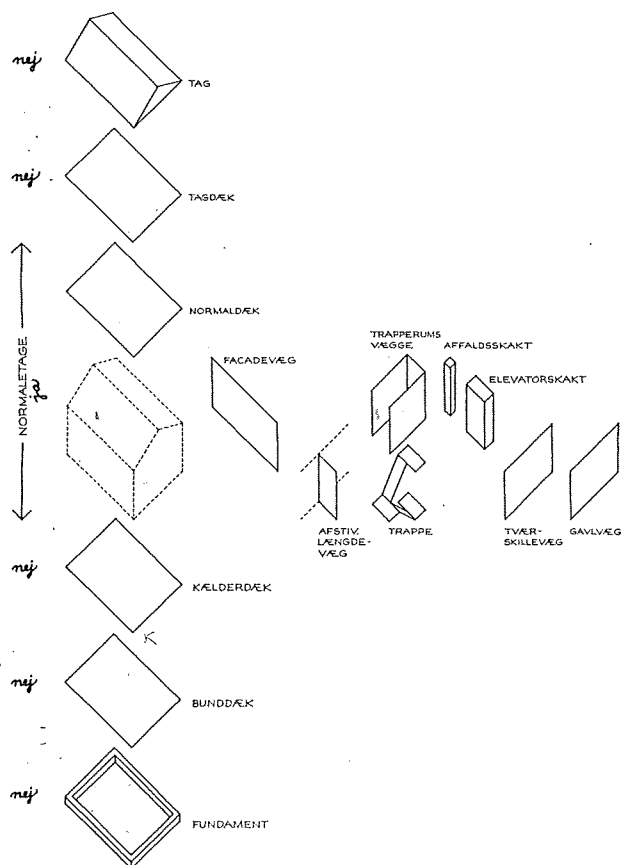 nej
TAG
nej
TAGDÆK
NORMALDÆK
NORMALETAGE
ja
FACADEVÆG
TRAPPERUMS
VÆGGE
AFFALDSSKAKT
ELEVATORSKAKT
AFSTIV.
LÆNGDE-
VÆG
TRAPPE
TVÆR-
SKILLEVÆG
GAVLVÆG
nej
KÆLDERDÆK
K
nej
BUNDDÆK
nej
FUNDAMENT